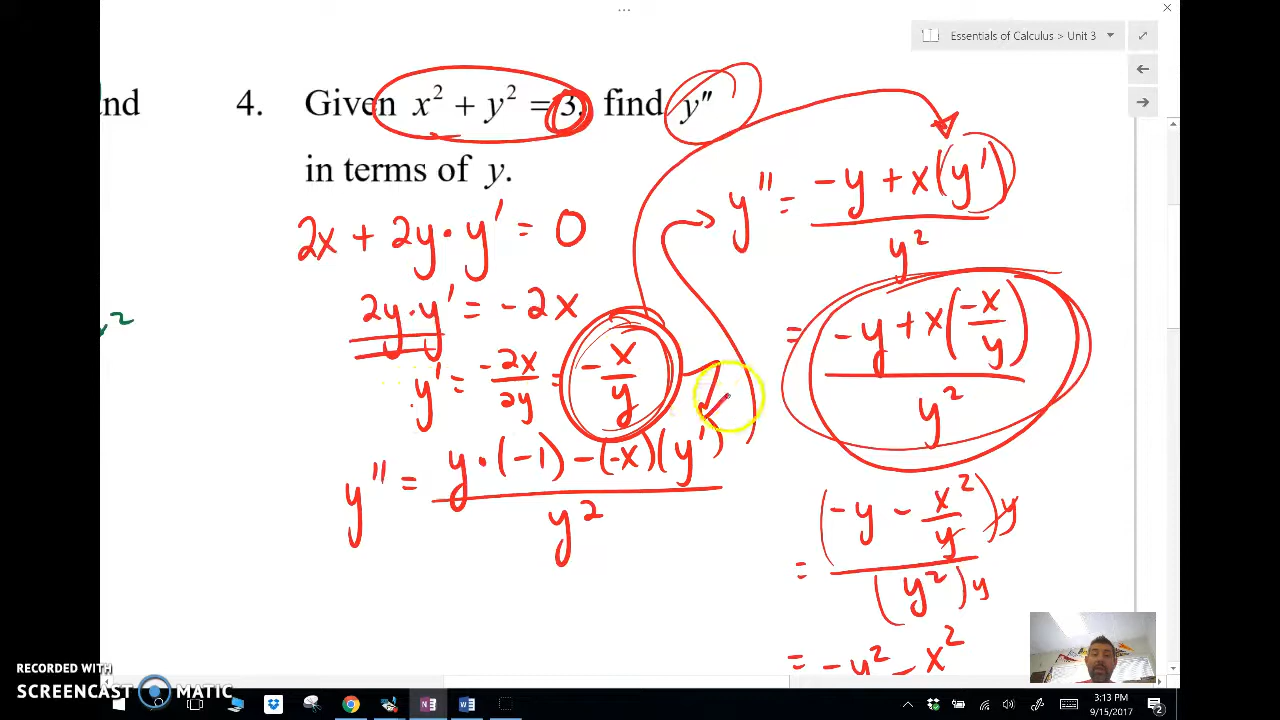 Essentials of Calculus > Unit 3
and
4. Given x² + y² = 3, find y″
in terms of y.
2x + 2y · y' = 0
2y · y' = -2x
y' = -2x/2y = -x/y
y'' = (y · (-1) - (-x)(y'))/y²
y'' = (-y + x(y'))/y²
= (-y + x(-x/y))/y²
= (-y - x²/y)y/(y²)y
= -y² - x²
RECORDED WITH
SCREENCAST MATIC
3:13 PM
9/15/2017